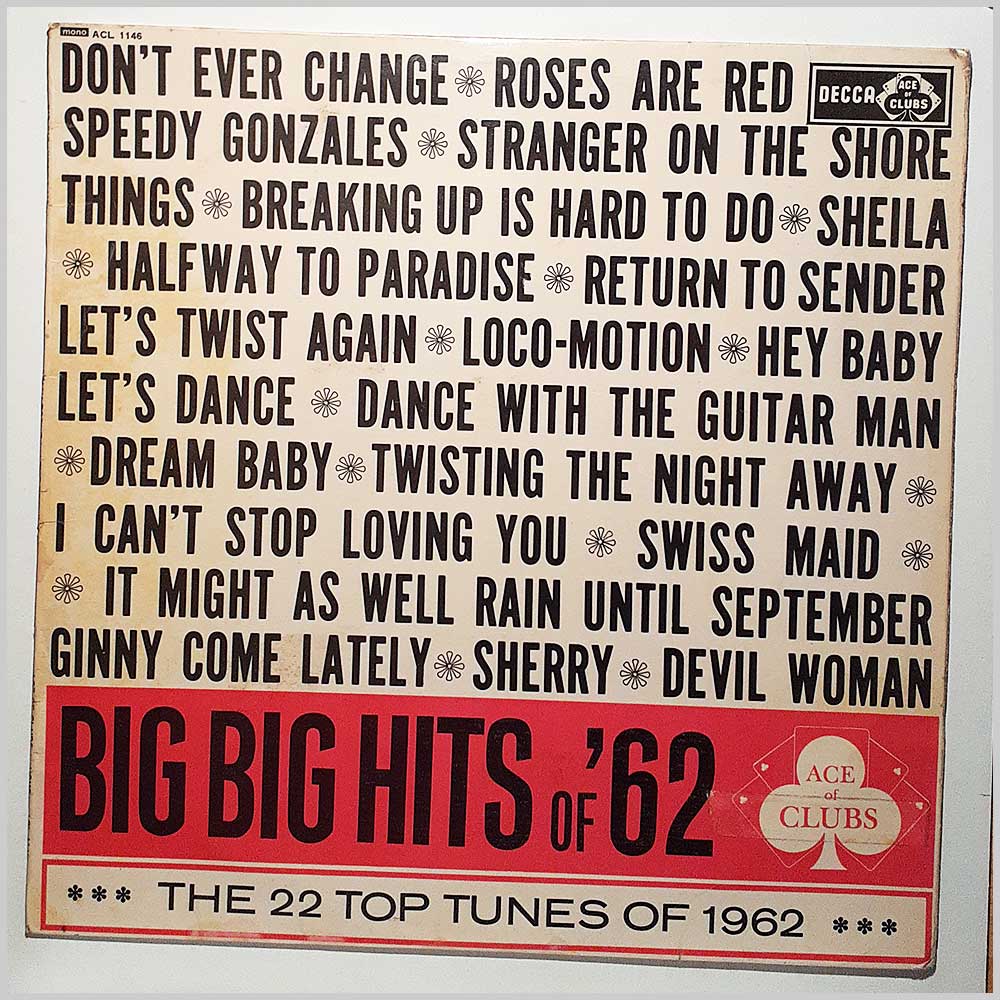 mono ACL 1146
DON'T EVER CHANGE ROSES ARE RED
DECCA ACE of CLUBS
SPEEDY GONZALES STRANGER ON THE SHORE
THINGS BREAKING UP IS HARD TO DO SHEILA
HALFWAY TO PARADISE RETURN TO SENDER
LET'S TWIST AGAIN LOCO-MOTION HEY BABY
LET'S DANCE DANCE WITH THE GUITAR MAN
DREAM BABY TWISTING THE NIGHT AWAY
I CAN'T STOP LOVING YOU SWISS MAID
IT MIGHT AS WELL RAIN UNTIL SEPTEMBER
GINNY COME LATELY SHERRY DEVIL WOMAN
BIG BIG HITS OF '62
ACE
of
CLUBS
*** THE 22 TOP TUNES OF 1962 ***